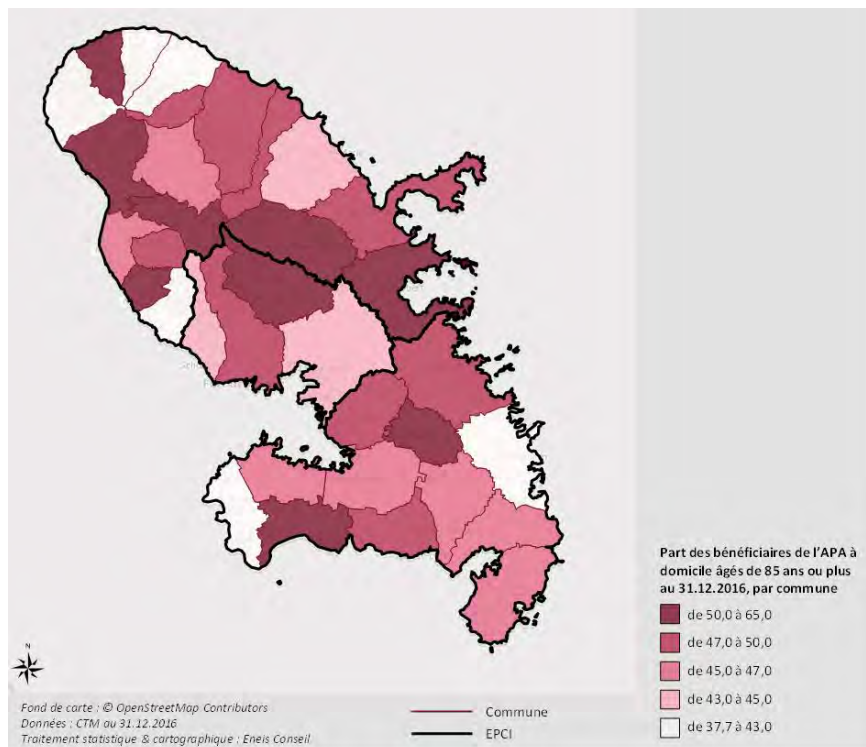 Part des bénéficiaires de l'APA à
domicile âgés de 85 ans ou plus
au 31.12.2016, par commune
de 50,0 à 65,0
de 47,0 à 50,0
de 45,0 à 47,0
de 43,0 à 45,0
de 37,7 à 43,0
N
Fond de carte : © OpenStreetMap Contributors
Données : CTM au 31.12.2016
Traitement statistique & cartographique : Eneis Conseil
Commune
EPCI